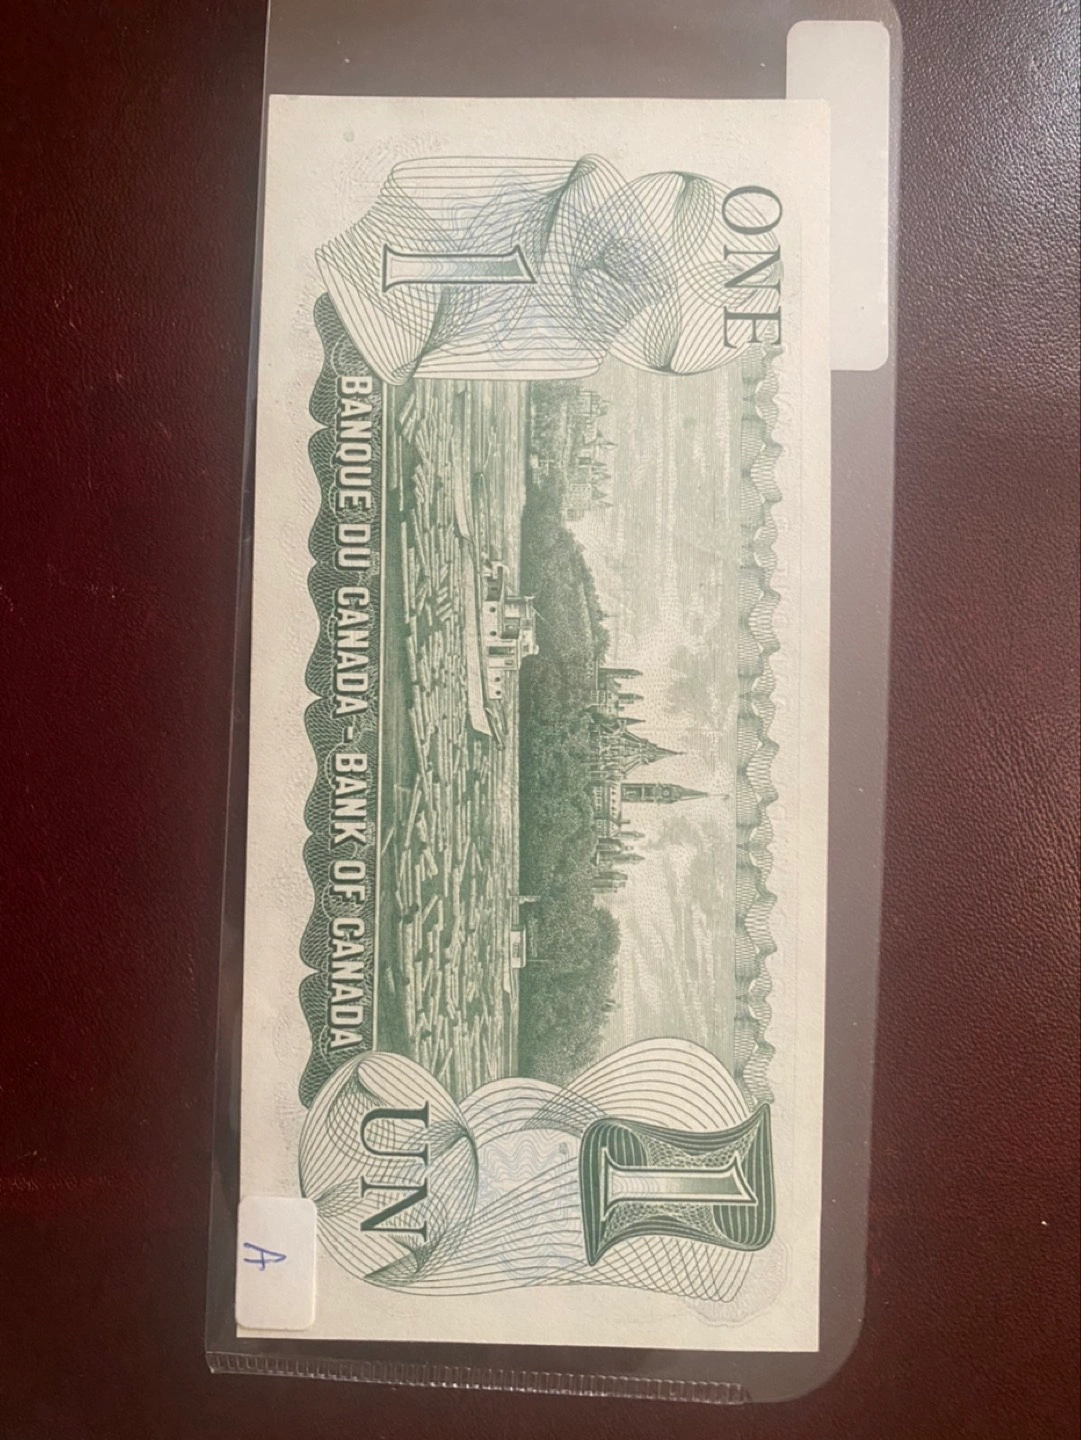 ONE
1
1
BANQUE DU CANADA - BANK OF CANADA
UN
A